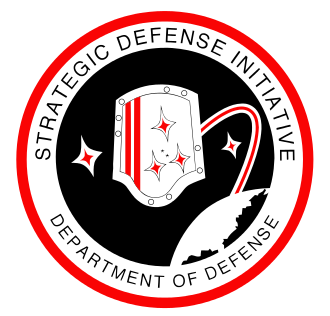 STRATEGIC DEFENSE INITIATIVE
DEPARTMENT OF DEFENSE